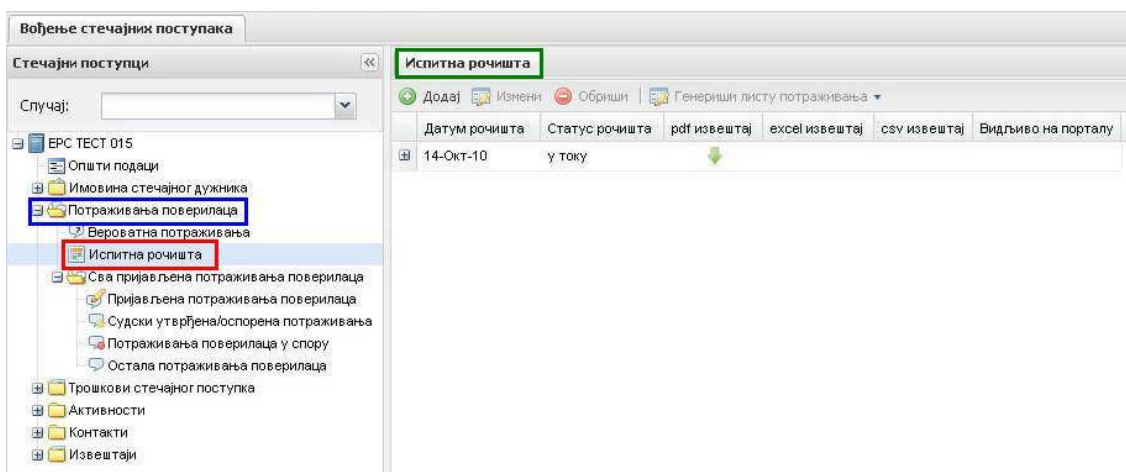 Вођење стечајних поступака
Стечајни поступци
Случај:
ЕРС ТЕСТ 015
Општи подаци
Имовина стечајног дужника
Потраживања поверилаца
Вероватна потраживања
Испитна рочишта
Сва пријављена потраживања поверилаца
Пријављена потраживања поверилаца
Судски утврђена/оспорена потраживања
Потраживања поверилаца у спору
Остала потраживања поверилаца
Трошкови стечајног поступка
Активности
Контакти
Извештаји
Испитна рочишта
Додај Измени Обриши Генериши листу потраживања
Датум рочишта Статус рочишта pdf извештај excel извештај csv извештај Видљиво на порталу
14-Окт-10 у току